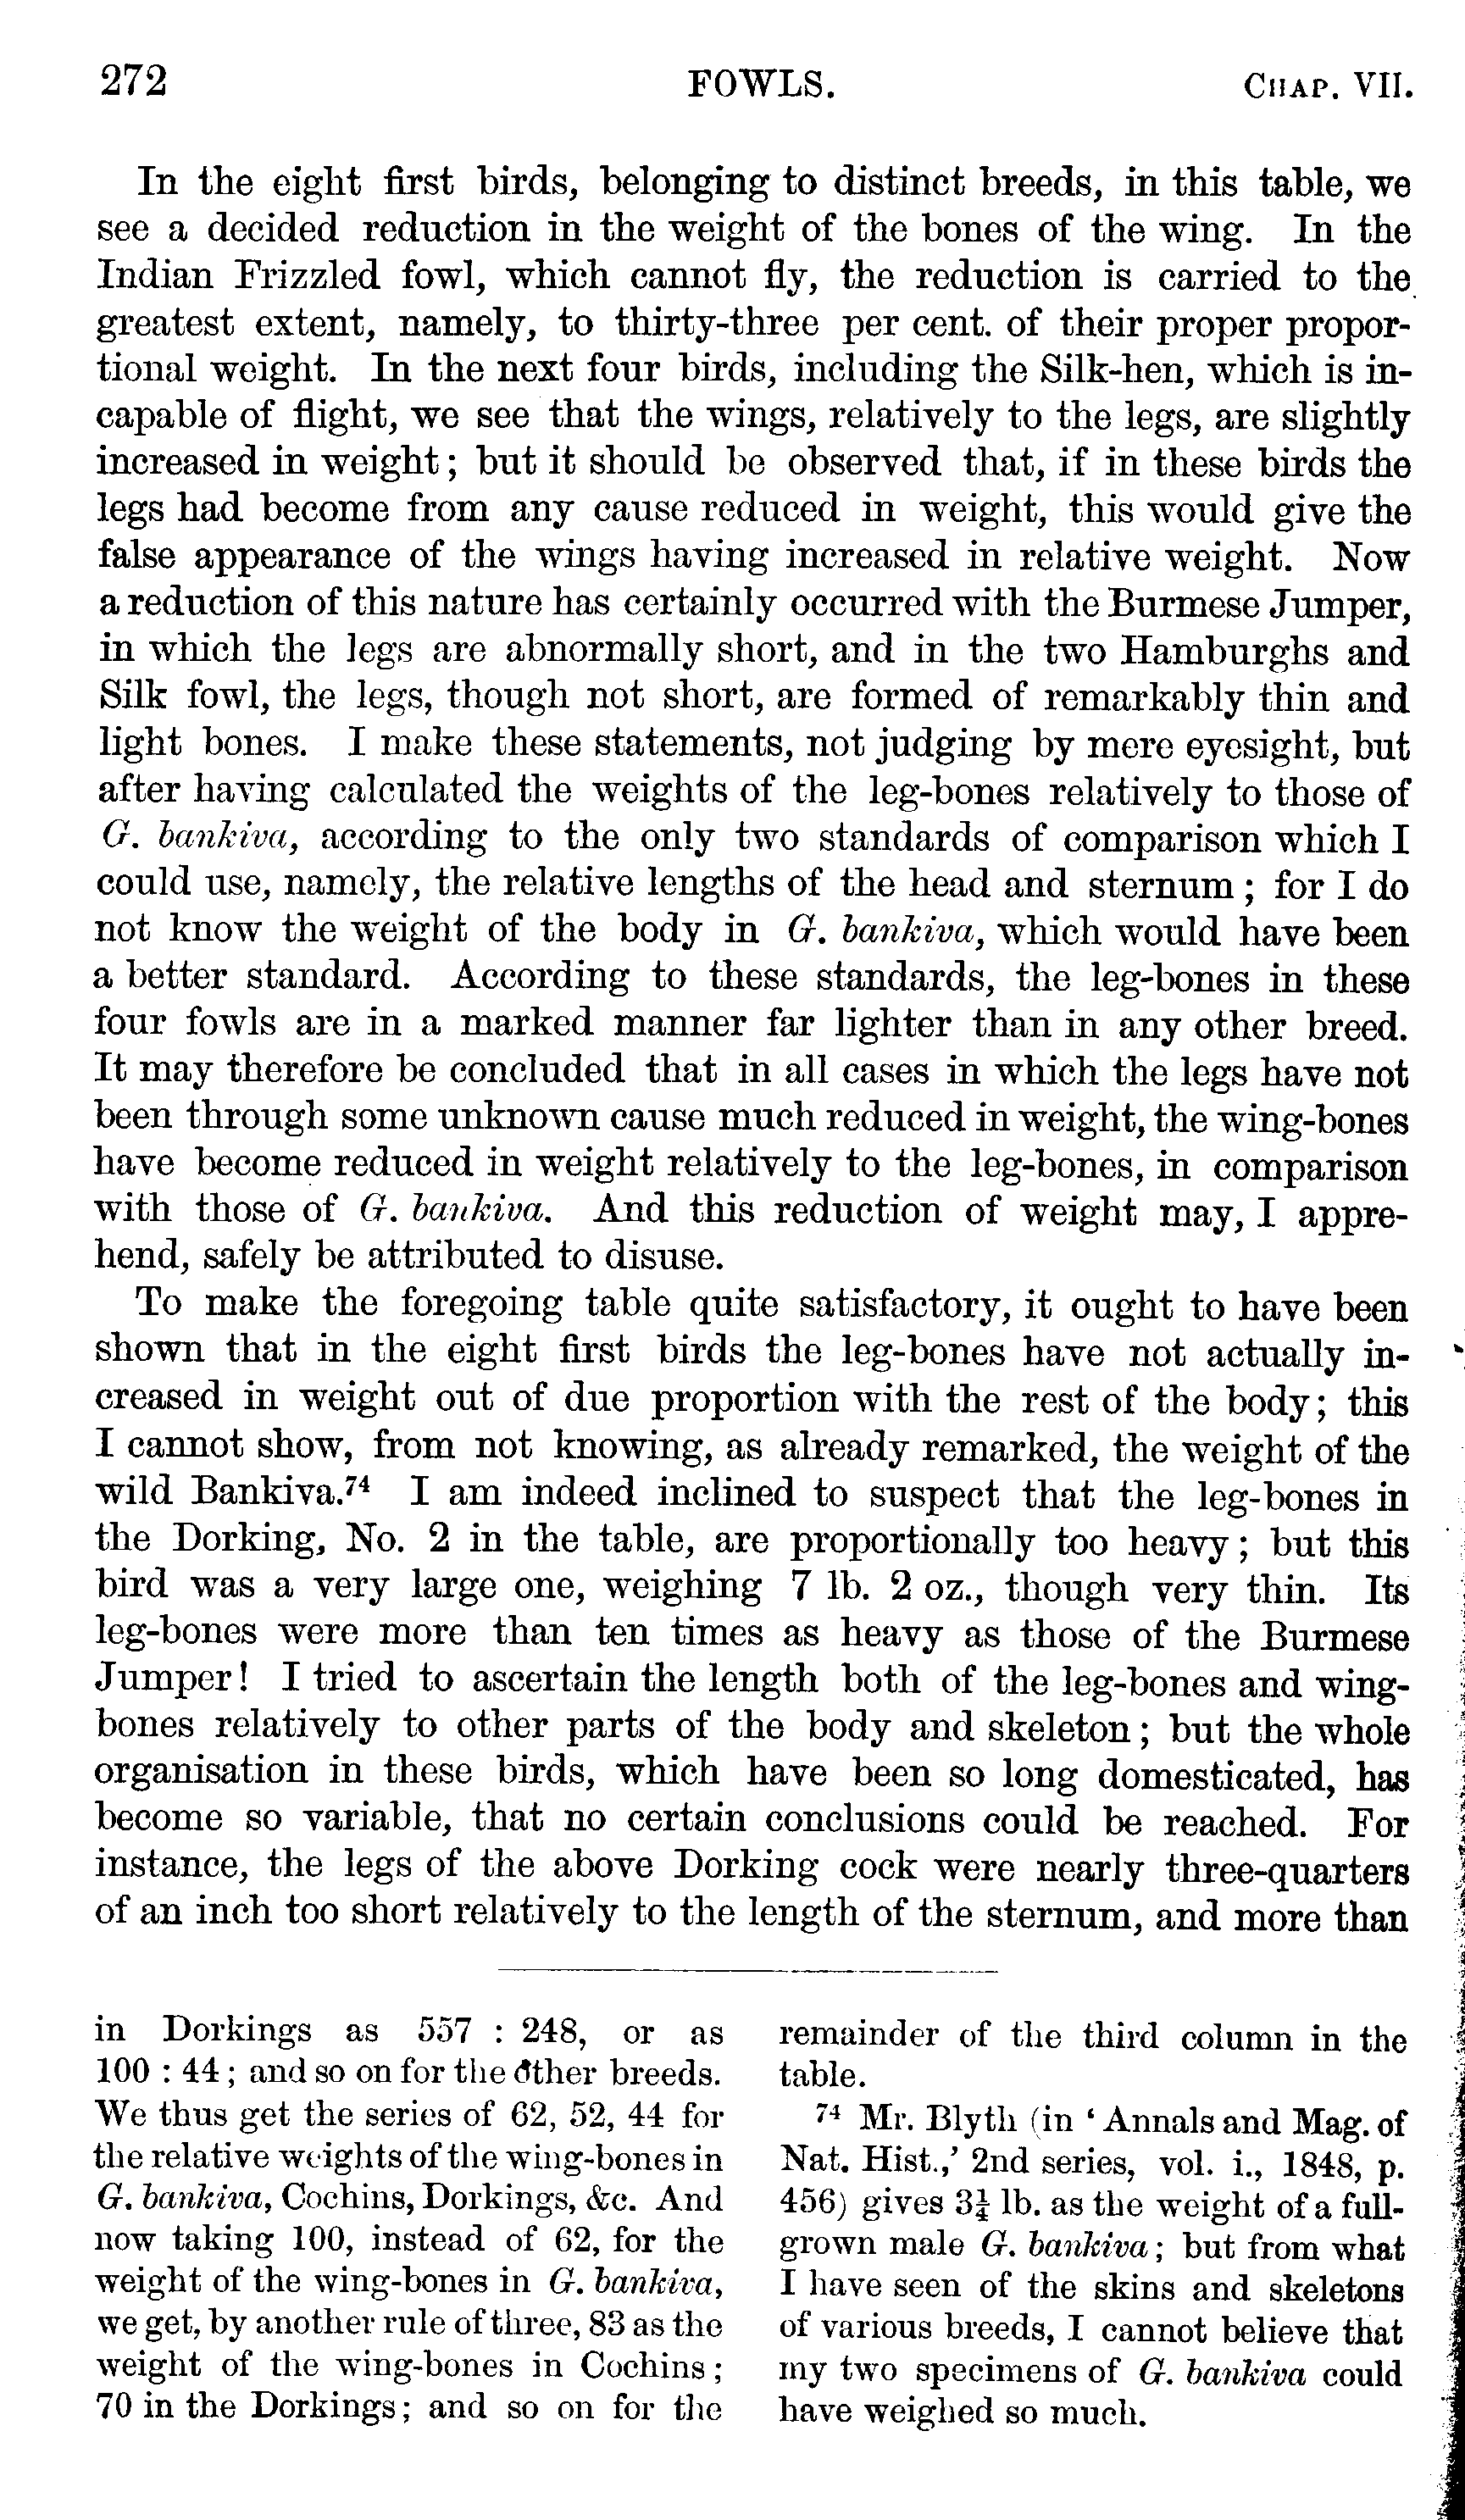 272
FOWLS.
CHAP. VII.
In the eight first birds, belonging to distinct breeds, in this table, we
see a decided reduction in the weight of the bones of the wing. In the
Indian Frizzled fowl, which cannot fly, the reduction is carried to the
greatest extent, namely, to thirty-three per cent. of their proper propor-
tional weight. In the next four birds, including the Silk-hen, which is in-
capable of flight, we see that the wings, relatively to the legs, are slightly
increased in weight; but it should be observed that, if in these birds the
legs had become from any cause reduced in weight, this would give the
false appearance of the wings having increased in relative weight. Now
a reduction of this nature has certainly occurred with the Burmese Jumper,
in which the legs are abnormally short, and in the two Hamburghs and
Silk fowl, the legs, though not short, are formed of remarkably thin and
light bones. I make these statements, not judging by mere eyesight, but
after having calculated the weights of the leg-bones relatively to those of
G. bankiva, according to the only two standards of comparison which I
could use, namely, the relative lengths of the head and sternum; for I do
not know the weight of the body in G. bankiva, which would have been
a better standard. According to these standards, the leg-bones in these
four fowls are in a marked manner far lighter than in any other breed.
It may therefore be concluded that in all cases in which the legs have not
been through some unknown cause much reduced in weight, the wing-bones
have become reduced in weight relatively to the leg-bones, in comparison
with those of G. bankiva. And this reduction of weight may, I appre-
hend, safely be attributed to disuse.
To make the foregoing table quite satisfactory, it ought to have been
shown that in the eight first birds the leg-bones have not actually in-
creased in weight out of due proportion with the rest of the body; this
I cannot show, from not knowing, as already remarked, the weight of the
wild Bankiva.⁷⁴ I am indeed inclined to suspect that the leg-bones in
the Dorking, No. 2 in the table, are proportionally too heavy; but this
bird was a very large one, weighing 7 lb. 2 oz., though very thin. Its
leg-bones were more than ten times as heavy as those of the Burmese
Jumper! I tried to ascertain the length both of the leg-bones and wing-
bones relatively to other parts of the body and skeleton; but the whole
organisation in these birds, which have been so long domesticated, has
become so variable, that no certain conclusions could be reached. For
instance, the legs of the above Dorking cock were nearly three-quarters
of an inch too short relatively to the length of the sternum, and more than
in Dorkings as 557 : 248, or as
100 : 44; and so on for the other breeds.
We thus get the series of 62, 52, 44 for
the relative weights of the wing-bones in
G. bankiva, Cochins, Dorkings, &c. And
now taking 100, instead of 62, for the
weight of the wing-bones in G. bankiva,
we get, by another rule of three, 83 as the
weight of the wing-bones in Cochins;
70 in the Dorkings; and so on for the
remainder of the third column in the
table.
⁷⁴ Mr. Blyth (in 'Annals and Mag. of
Nat. Hist.,' 2nd series, vol. i., 1848, p.
456) gives 3¼ lb. as the weight of a full-
grown male G. bankiva; but from what
I have seen of the skins and skeletons
of various breeds, I cannot believe that
my two specimens of G. bankiva could
have weighed so much.